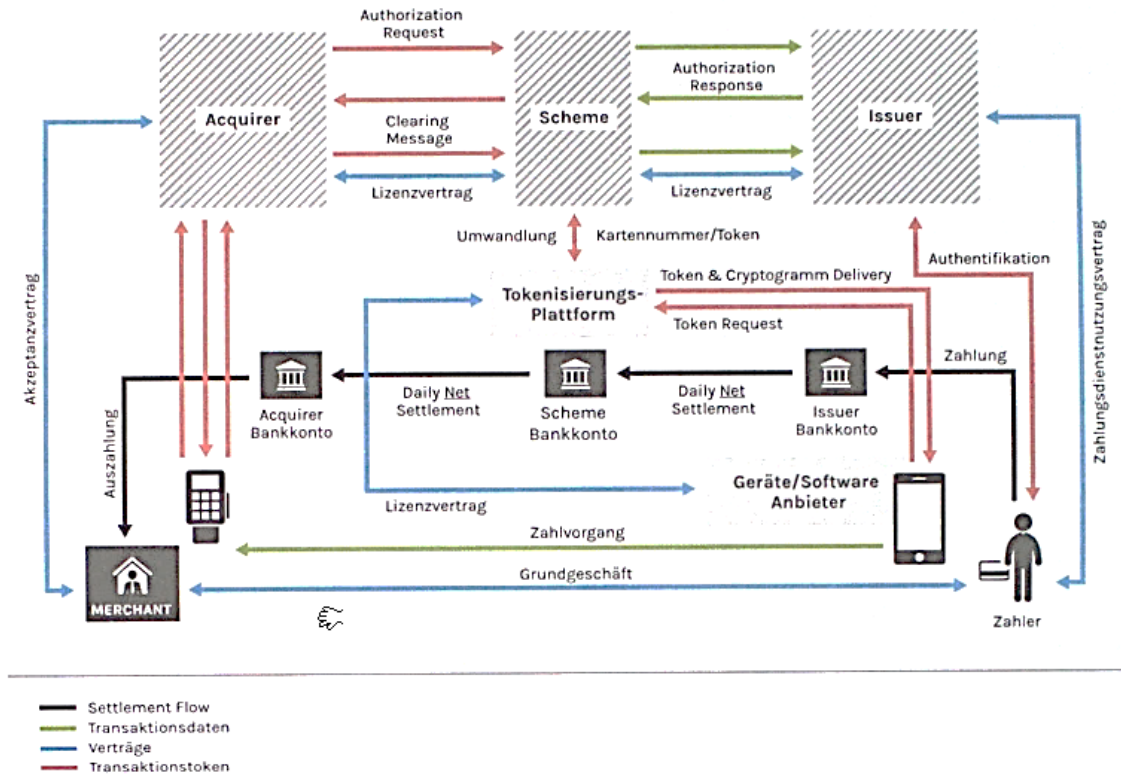 Authorization
Request
Authorization
Response
Acquirer
Scheme
Issuer
Clearing
Message
Lizenzvertrag
Lizenzvertrag
Umwandlung
Kartennummer/Token
Authentifikation
Akzeptanzvertrag
Zahlungsdienstnutzungsvertrag
Token & Cryptogramm Delivery
Tokenisierungs-
Plattform
Token Request
Zahlung
Daily Net
Settlement
Daily Net
Settlement
Acquirer
Bankkonto
Scheme
Bankkonto
Issuer
Bankkonto
Auszahlung
Geräte/Software
Anbieter
Lizenzvertrag
Zahlvorgang
Grundgeschäft
MERCHANT
Zahler
Settlement Flow
Transaktionsdaten
Verträge
Transaktionstoken